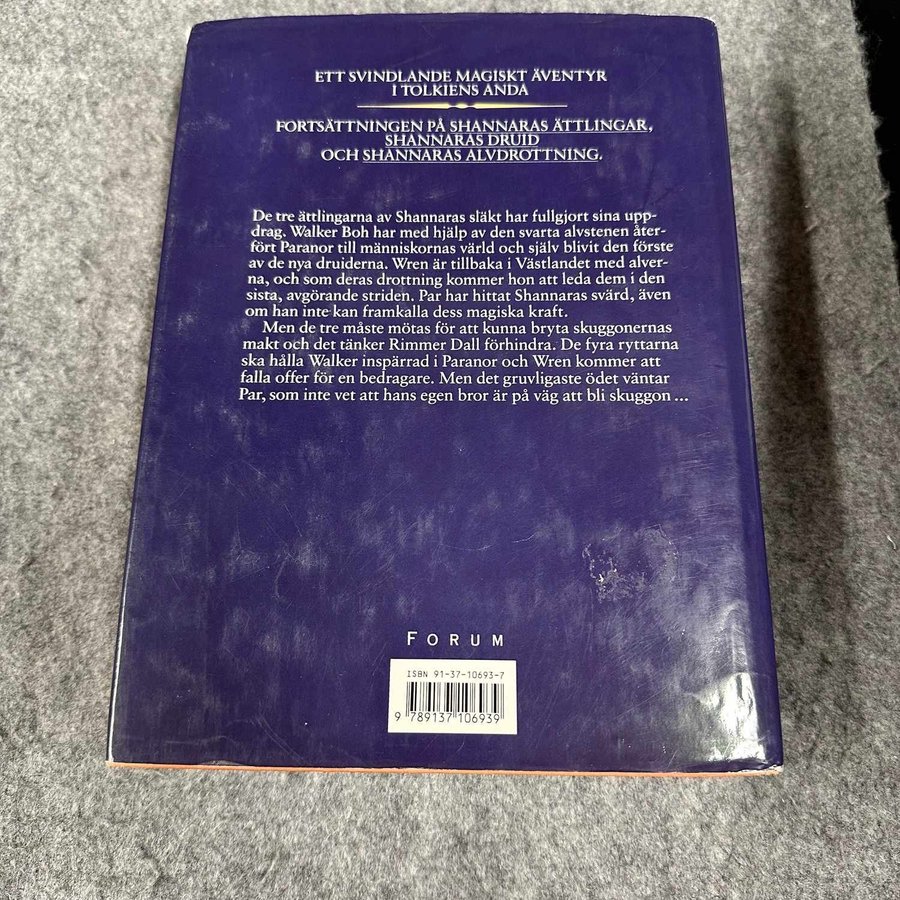 ETT SVINDLANDE MAGISKT ÄVENTYR
I TOLKIENS ANDA
FORTSÄTTNINGEN PÅ SHANNARAS ÄTTLINGAR,
SHANNARAS DRUID
OCH SHANNARAS ALVDROTTNING.
De tre ättlingarna av Shannaras släkt har fullgjort sina upp-
drag. Walker Boh har med hjälp av den svarta alvstenen åter-
fört Paranor till människornas värld och själv blivit den förste
av de nya druiderna. Wren är tillbaka i Västlandet med alver-
na, och som deras drottning kommer hon att leda dem i den
sista, avgörande striden. Par har hittat Shannaras svärd, även
om han inte kan framkalla dess magiska kraft.
Men de tre måste mötas för att kunna bryta skuggonernas
makt och det tänker Rimmer Dall förhindra. De fyra ryttarna
ska hålla Walker inspärrad i Paranor och Wren kommer att
falla offer för en bedragare. Men det gruvligaste ödet väntar
Par, som inte vet att hans egen bror är på väg att bli skuggon ...
FORUM
ISBN 91-37-10693-7
9 789137 106939